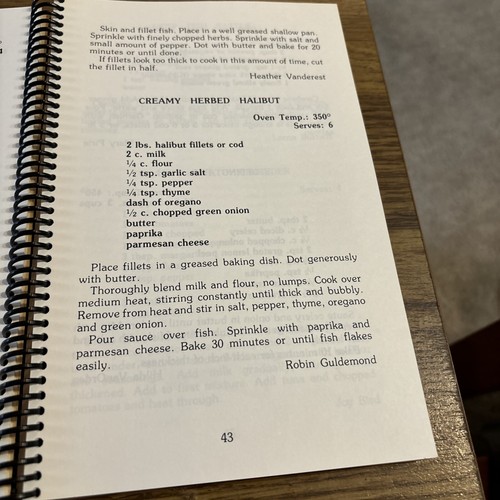 Skin and fillet fish. Place in a well greased shallow pan.
Sprinkle with finely chopped herbs. Sprinkle with salt and
small amount of pepper. Dot with butter and bake for 20
minutes or until done.
If fillets look too thick to cook in this amount of time, cut
the fillet in half.
Heather Vanderest
CREAMY HERBED HALIBUT
Oven Temp.: 350°
Serves: 6
2 lbs. halibut fillets or cod
2 c. milk
¼ c. flour
½ tsp. garlic salt
¼ tsp. pepper
¼ tsp. thyme
dash of oregano
½ c. chopped green onion
butter
paprika
parmesan cheese
Place fillets in a greased baking dish. Dot generously
with butter.
Thoroughly blend milk and flour, no lumps. Cook over
medium heat, stirring constantly until thick and bubbly.
Remove from heat and stir in salt, pepper, thyme, oregano
and green onion.
Pour sauce over fish. Sprinkle with paprika and
parmesan cheese. Bake 30 minutes or until fish flakes
easily.
Robin Guldemond
43